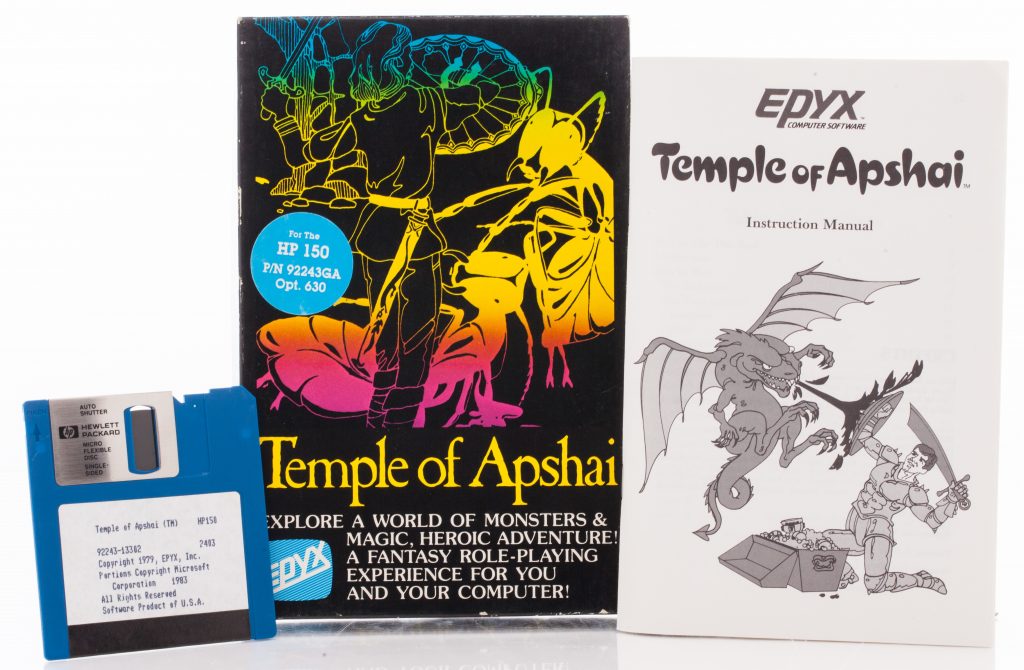 For The
HP 150
P/N 92243GA
Opt. 630
Temple of Apshai
EXPLORE A WORLD OF MONSTERS &
MAGIC, HEROIC ADVENTURE!
A FANTASY ROLE-PLAYING
EXPERIENCE FOR YOU
AND YOUR COMPUTER!
EPYX
AUTO
SHUTTER
hp HEWLETT
PACKARD
MICRO
FLEXIBLE
DISC
SINGLE-
SIDED
Temple of Apshai (TM) HP150
92243-13302 2403
Copyright 1979, EPYX, Inc.
Portions Copyright Microsoft
Corporation 1983
All Rights Reserved
Software Product of U.S.A.
EPYX™
COMPUTER SOFTWARE
Temple of Apshai™
Instruction Manual